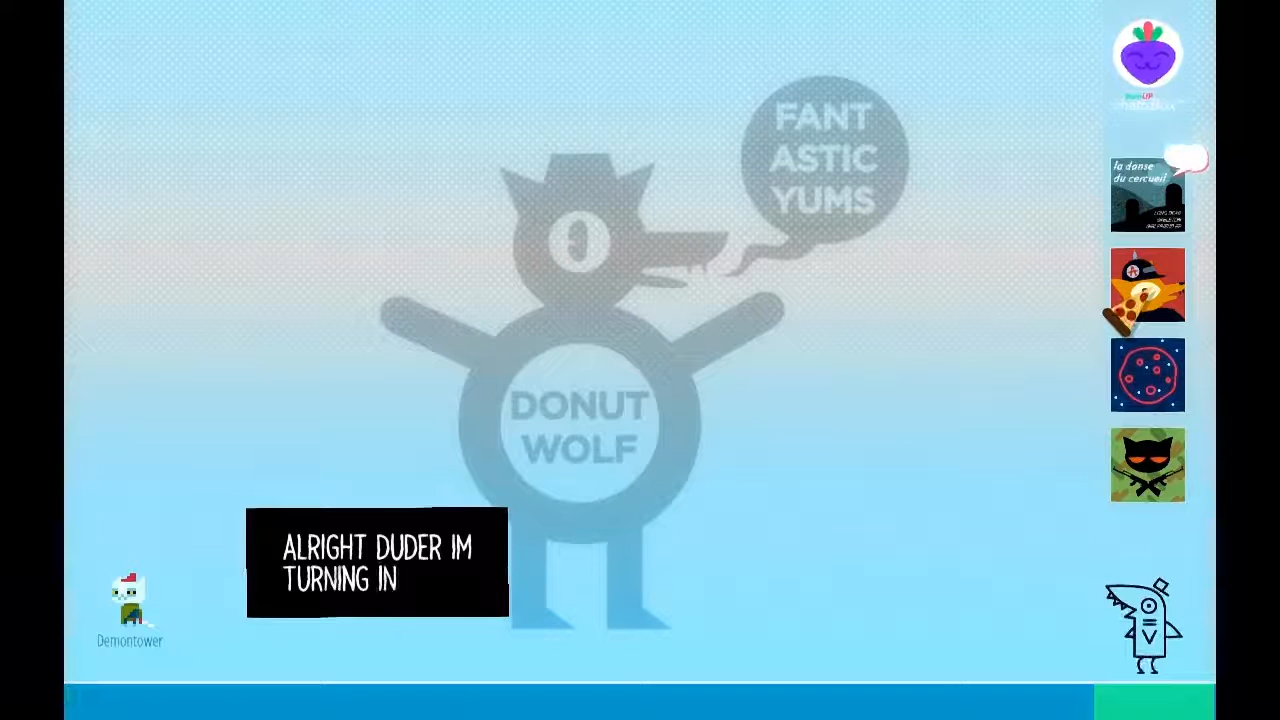 FANT
ASTIC
YUMS
la danse
du cercueil
DONUT
WOLF
ALRIGHT DUDER IM
TURNING IN
Demontower